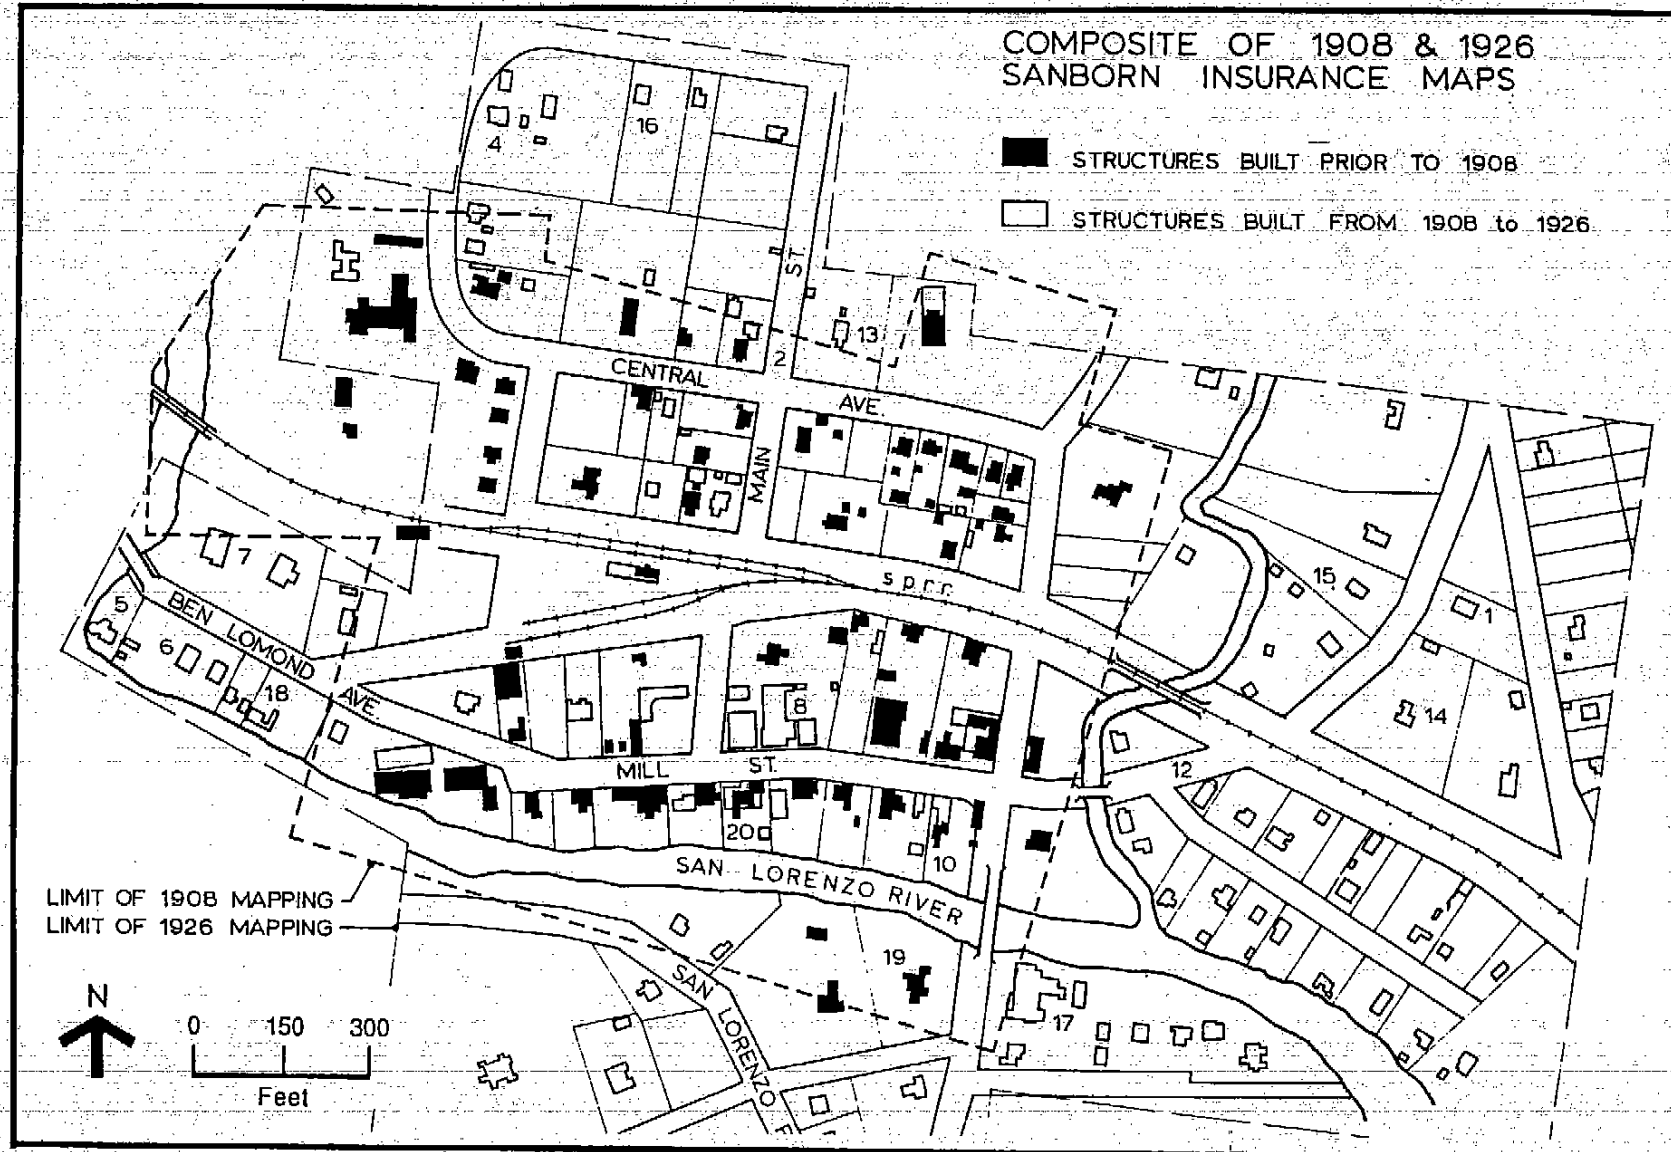 COMPOSITE OF 1908 & 1926
SANBORN INSURANCE MAPS
STRUCTURES BUILT PRIOR TO 1908
STRUCTURES BUILT FROM 1908 to 1926
16
4
ST.
13
2
CENTRAL
AVE.
MAIN
7
s.p.r.r.
15
1
5
BEN LOMOND
AVE.
6
18
8
14
MILL ST.
12
20
10
SAN LORENZO RIVER
LIMIT OF 1908 MAPPING
LIMIT OF 1926 MAPPING
19
SAN LORENZO
17
N
0 150 300
Feet